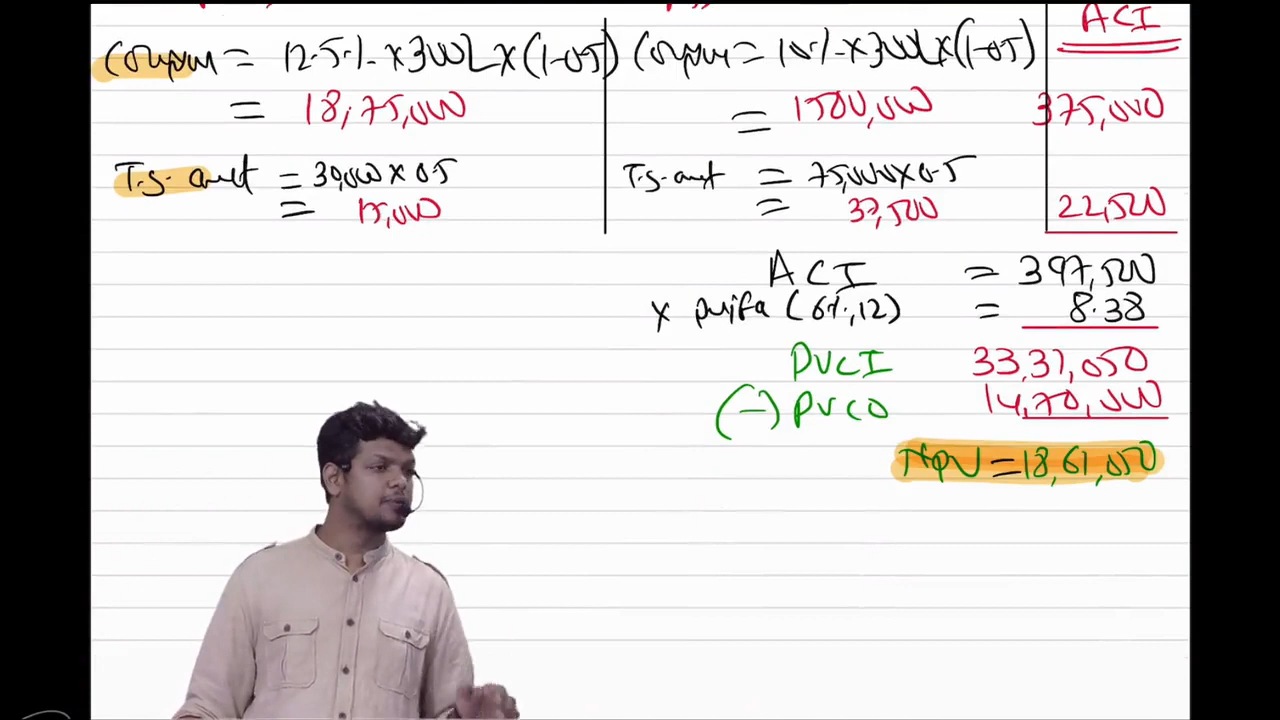 ACI
Coupon = 12.5% × 300L × (1-0.5)
= 18,75,000
T.S. amt = 30,000 × 0.5
= 15,000
Coupon = 10% × 300L × (1-0.5)
= 1500,000
375,000
T.S. amt = 75,000 × 0.5
= 37,500
22,500
ACI = 397,500
× pvifa (6%, 12) = 8.38
PVCI 33,31,050
(-) PVCO 14,70,000
NPV = 18,61,050